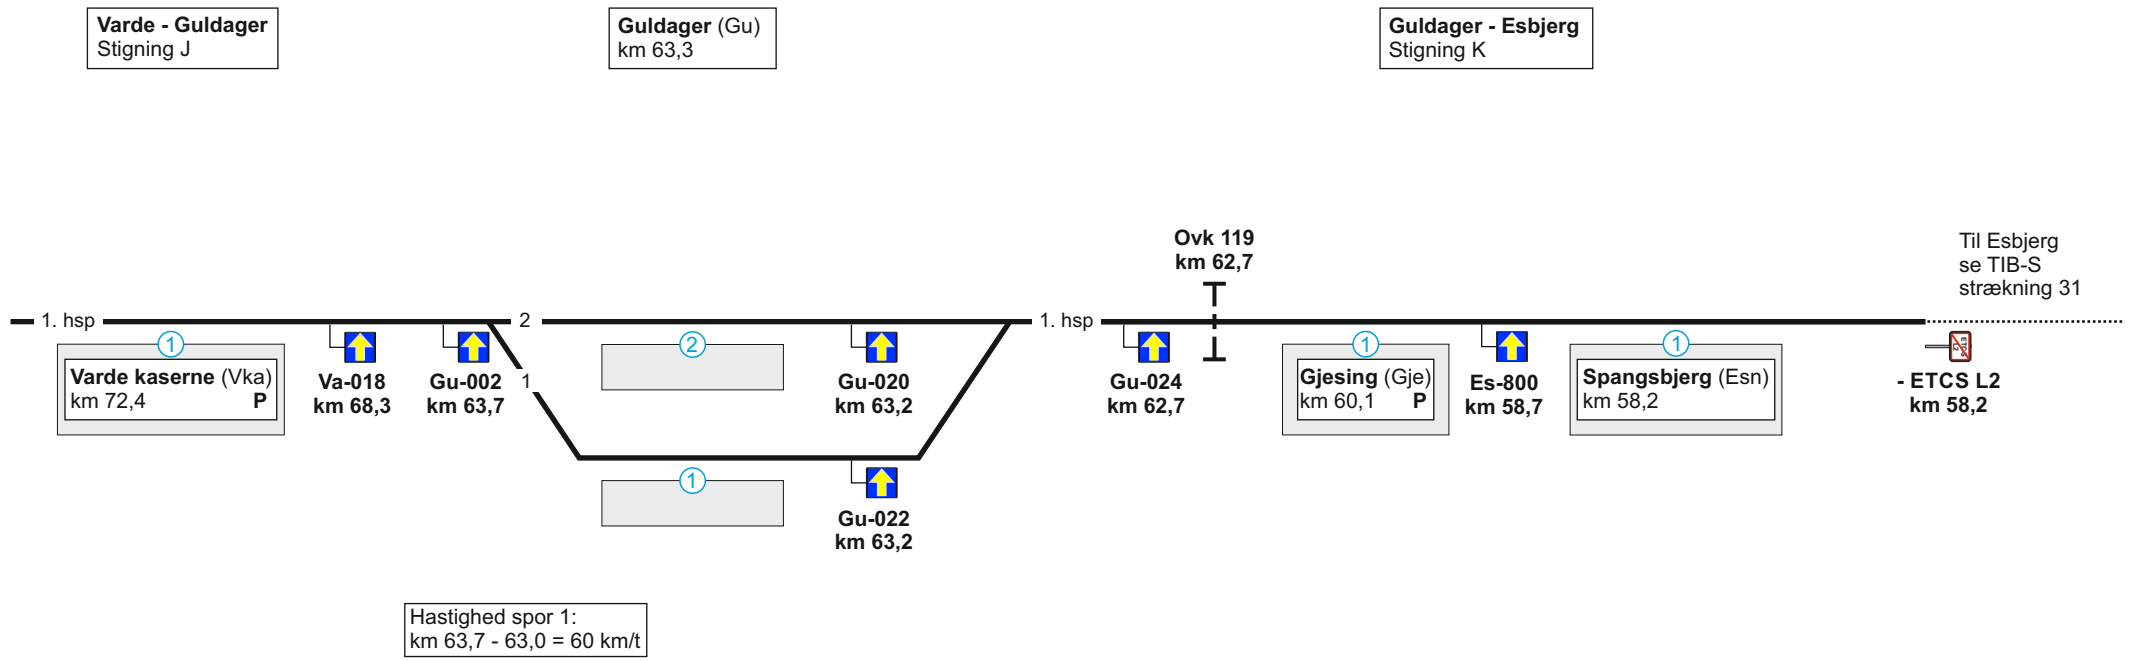 Varde - Guldager
Stigning J
Guldager (Gu)
km 63,3
Guldager - Esbjerg
Stigning K
Ovk 119
km 62,7
Til Esbjerg
se TIB-S
strækning 31
1. hsp
2
1. hsp
1
Varde kaserne (Vka)
km 72,4 P
Va-018
km 68,3
Gu-002
km 63,7
1
2
Gu-020
km 63,2
Gu-024
km 62,7
1
Gjesing (Gje)
km 60,1 P
Es-800
km 58,7
1
Spangsbjerg (Esn)
km 58,2
ETCS
L2
- ETCS L2
km 58,2
1
Gu-022
km 63,2
Hastighed spor 1:
km 63,7 - 63,0 = 60 km/t